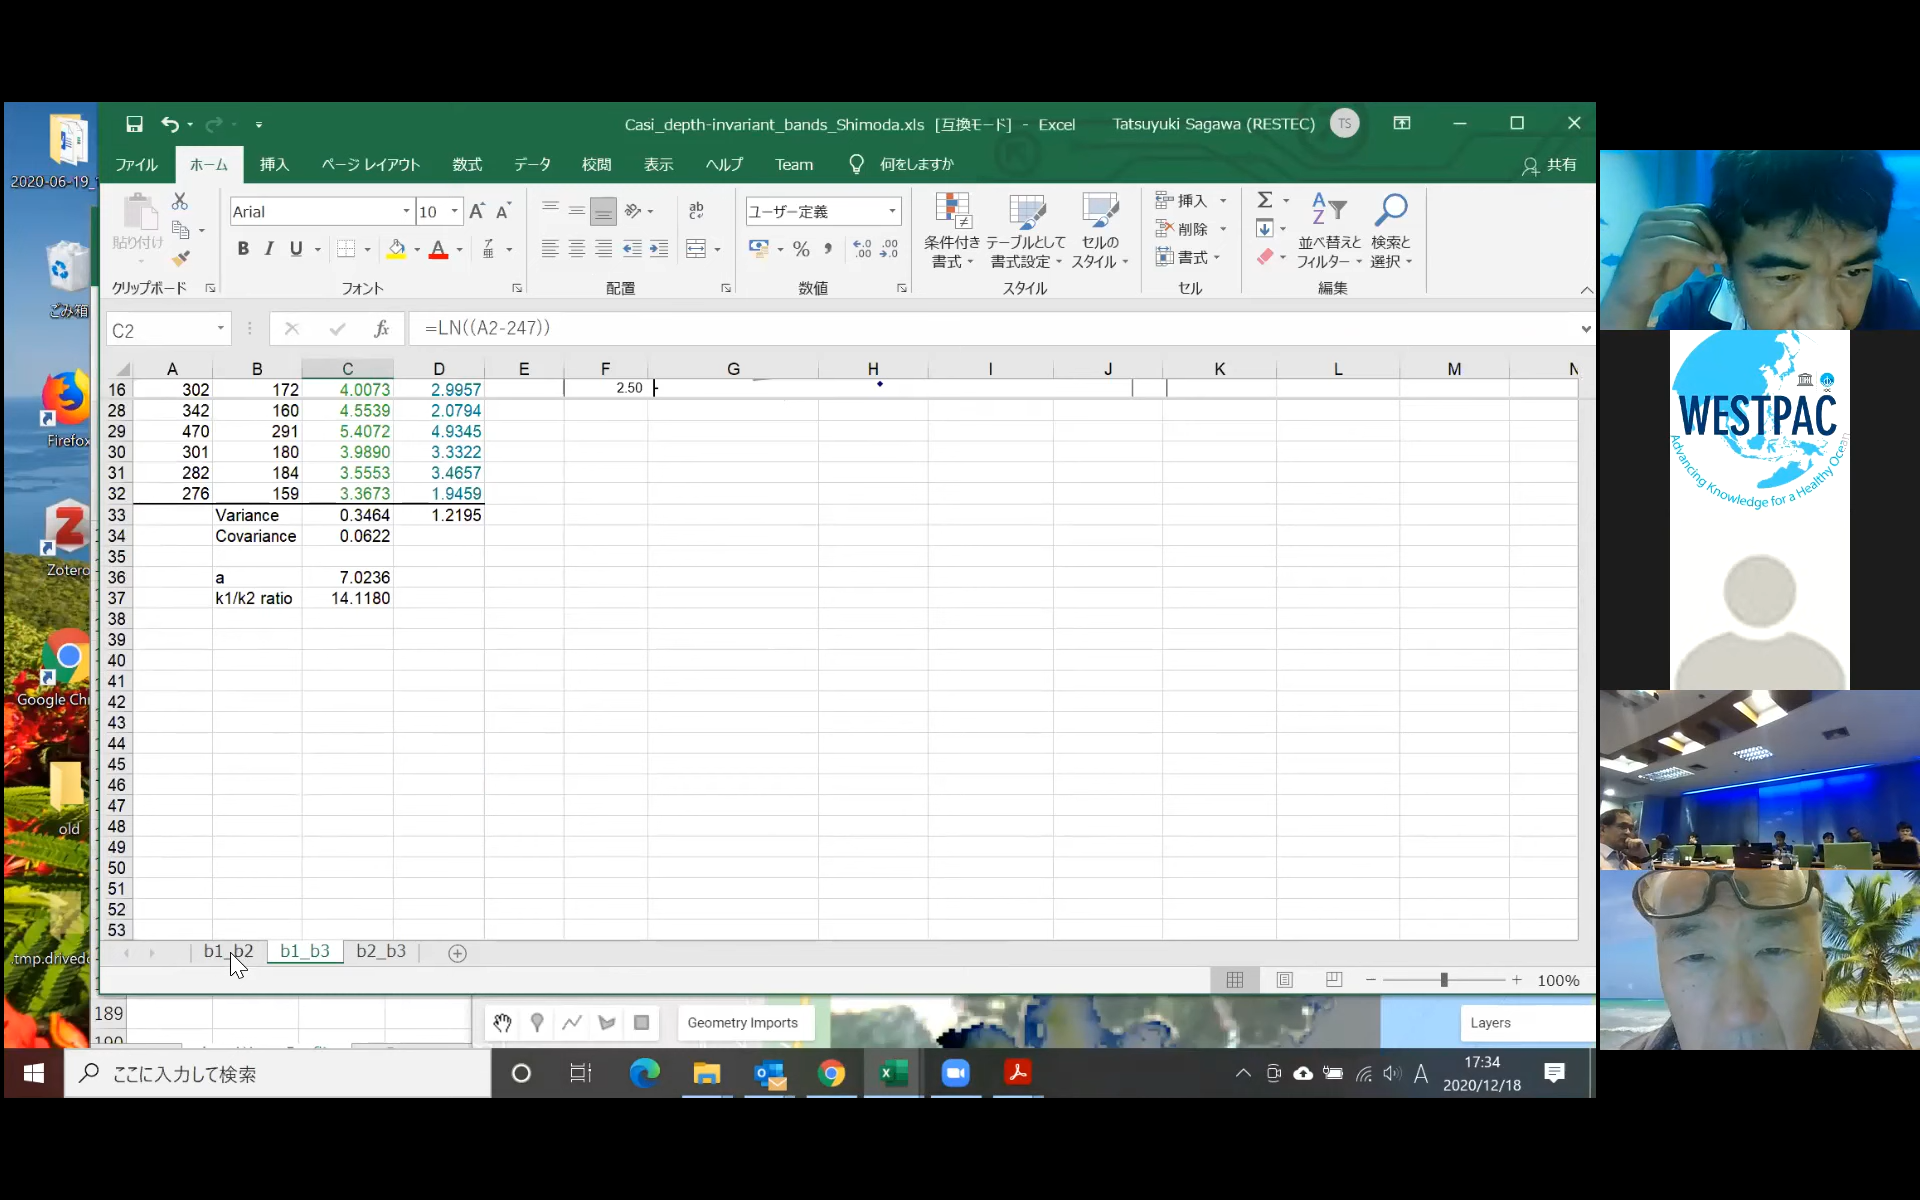 Casi_depth-invariant_bands_Shimoda.xls [互換モード] - Excel
Tatsuyuki Sagawa (RESTEC) TS
ファイル ホーム 挿入 ページ レイアウト 数式 データ 校閲 表示 ヘルプ Team 何をしますか 共有
貼り付け
Arial 10
ab
ユーザー定義
条件付き 書式
テーブルとして 書式設定
セルの スタイル
挿入
削除
書式
並べ替えと フィルター
検索と 選択
B I U
クリップボード フォント 配置 数値 スタイル セル 編集
C2 fx =LN((A2-247))
A B C D E F G H I J K L M N
16 302 172 4.0073 2.9957 2.50
28 342 160 4.5539 2.0794
29 470 291 5.4072 4.9345
30 301 180 3.9890 3.3322
31 282 184 3.5553 3.4657
32 276 159 3.3673 1.9459
33 Variance 0.3464 1.2195
34 Covariance 0.0622
35
36 a 7.0236
37 k1/k2 ratio 14.1180
38
39
40
41
42
43
44
45
46
47
48
49
50
51
52
53
b1_b2 b1_b3 b2_b3
100%
189
190
Geometry Imports
Layers
2020-06-19_
ごみ箱
Firefox
Zotero
Google Ch
old
.tmp.drived
ここに入力して検索
A
17:34
2020/12/18
WESTPAC
Advancing Knowledge for a Healthy Ocean